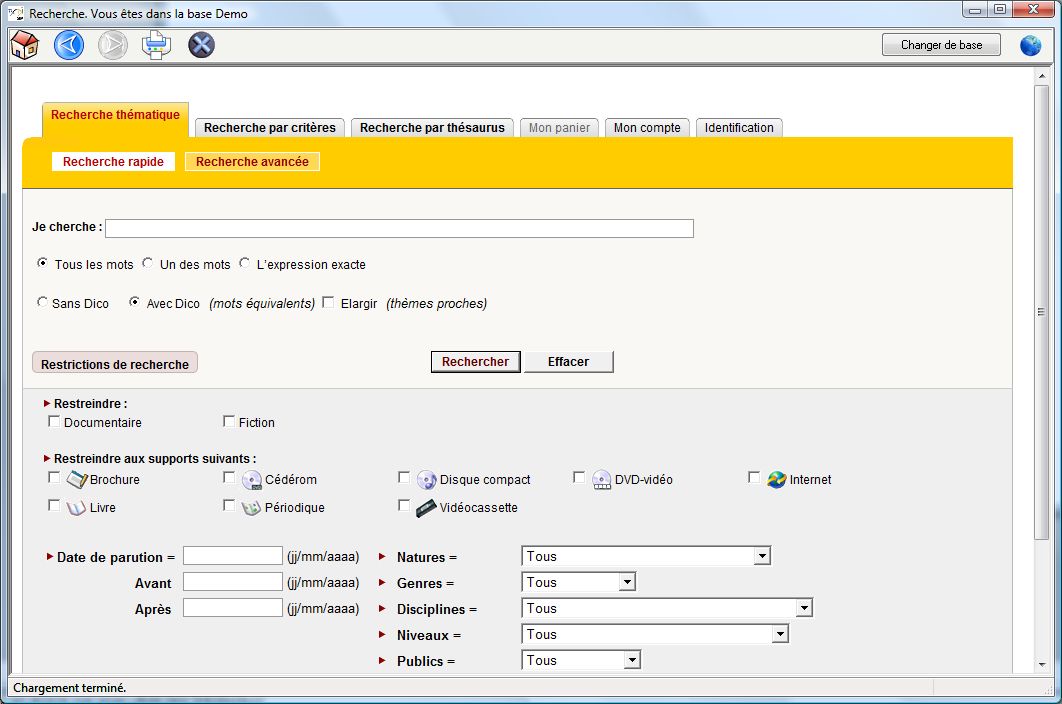 Recherche. Vous êtes dans la base Demo
Changer de base
Recherche thématique
Recherche par critères
Recherche par thésaurus
Mon panier
Mon compte
Identification
Recherche rapide
Recherche avancée
Je cherche :
Tous les mots Un des mots L'expression exacte
Sans Dico Avec Dico (mots équivalents) Elargir (thèmes proches)
Restrictions de recherche
Rechercher
Effacer
Restreindre :
Documentaire Fiction
Restreindre aux supports suivants :
Brochure Cédérom Disque compact DVD-vidéo Internet
Livre Périodique Vidéocassette
Date de parution = (jj/mm/aaaa) Natures = Tous
Avant (jj/mm/aaaa) Genres = Tous
Après (jj/mm/aaaa) Disciplines = Tous
Niveaux = Tous
Publics = Tous
Chargement terminé.